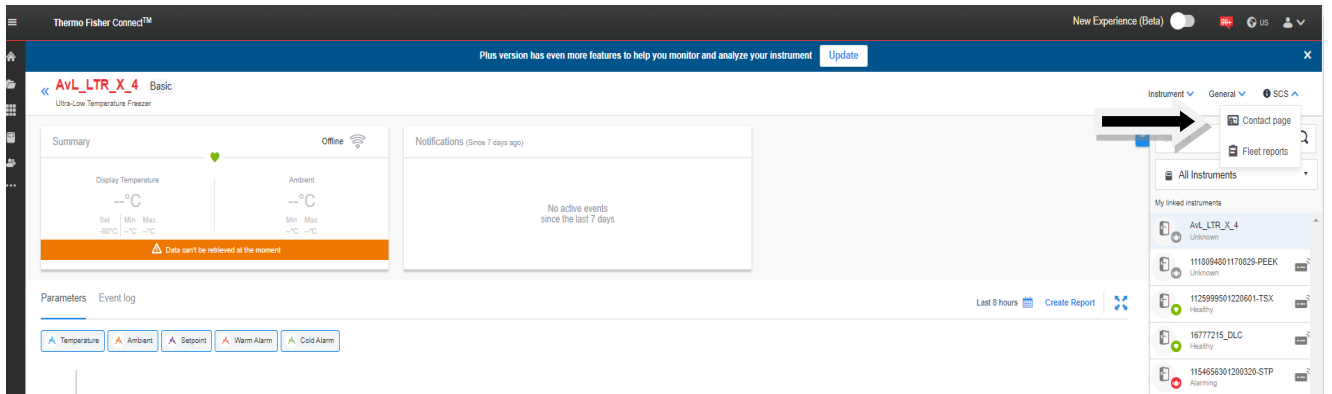 Thermo Fisher Connect™
New Experience (Beta)
99+
US
Plus version has even more features to help you monitor and analyze your instrument
Update
X
AvL_LTR_X_4 Basic
Ultra-Low Temperature Freezer
Instrument
General
SCS
Contact page
Fleet reports
Summary
Offline
Display Temperature
--°C
Set Min Max
-80°C --°C --°C
Ambient
--°C
Min Max
--°C --°C
Data can't be retrieved at the moment
Notifications (Since 7 days ago)
No active events
since the last 7 days
All Instruments
My linked instruments
AvL_LTR_X_4
Unknown
1118094801170829-PEEK
Unknown
1125999501220601-TSX
Healthy
16777215_DLC
Healthy
1154656301200320-STP
Alarming
Parameters Event log
Last 8 hours
Create Report
Temperature
Ambient
Setpoint
Warm Alarm
Cold Alarm